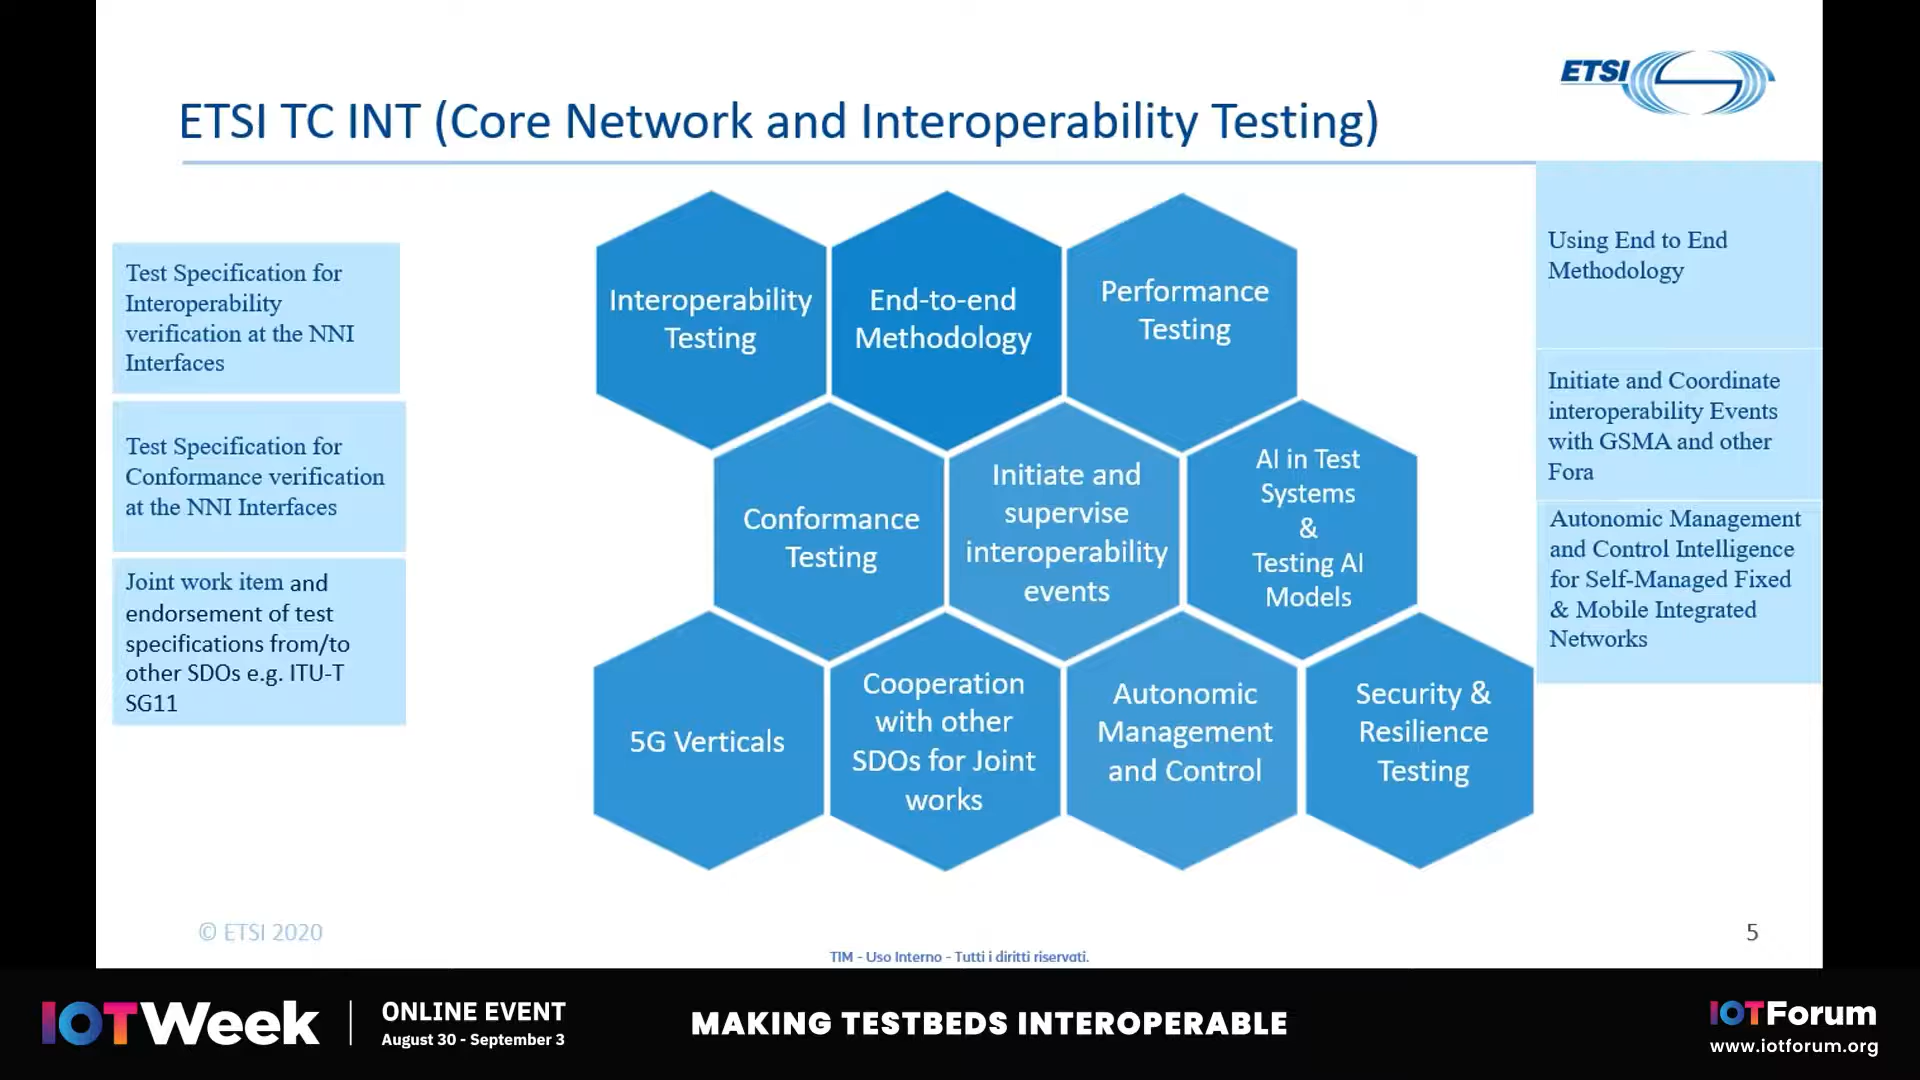 ETSI
ETSI TC INT (Core Network and Interoperability Testing)
Test Specification for
Interoperability
verification at the NNI
Interfaces
Test Specification for
Conformance verification
at the NNI Interfaces
Joint work item and
endorsement of test
specifications from/to
other SDOs e.g. ITU-T
SG11
Interoperability
Testing
End-to-end
Methodology
Performance
Testing
Conformance
Testing
Initiate and
supervise
interoperability
events
AI in Test
Systems
&
Testing AI
Models
5G Verticals
Cooperation
with other
SDOs for Joint
works
Autonomic
Management
and Control
Security &
Resilience
Testing
Using End to End
Methodology
Initiate and Coordinate
interoperability Events
with GSMA and other
Fora
Autonomic Management
and Control Intelligence
for Self-Managed Fixed
& Mobile Integrated
Networks
© ETSI 2020
5
TIM - Uso Interno - Tutti i diritti riservati.
IOTWeek
ONLINE EVENT
August 30 - September 3
MAKING TESTBEDS INTEROPERABLE
IOTForum
www.iotforum.org